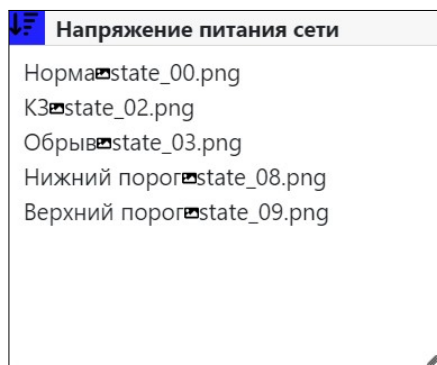 Напряжение питания сети
Нормаstate_00.png
КЗstate_02.png
Обрывstate_03.png
Нижний порогstate_08.png
Верхний порогstate_09.png